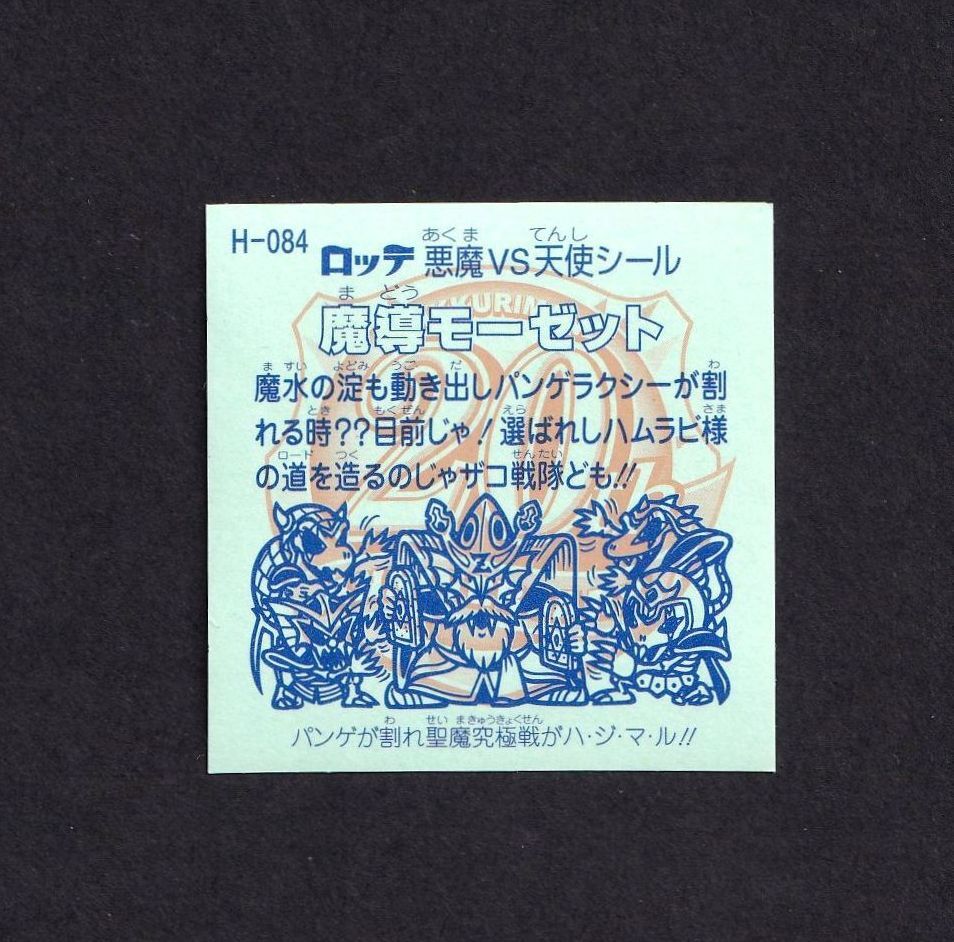 H-084
ロッテ 悪魔VS天使シール
あくま てんし
まどう
魔導モーゼット
ますい よどみ うご だ わ
魔水の淀も動き出しパンゲラクシーが割
とき もくぜん えら さま
れる時??目前じゃ!選ばれしハムラビ様
ロード つく せんたい
の道を造るのじゃザコ戦隊ども!!
20
Z
わ せい まきゅうきょくせん
パンゲが割れ聖魔究極戦がハ・ジ・マ・ル!!